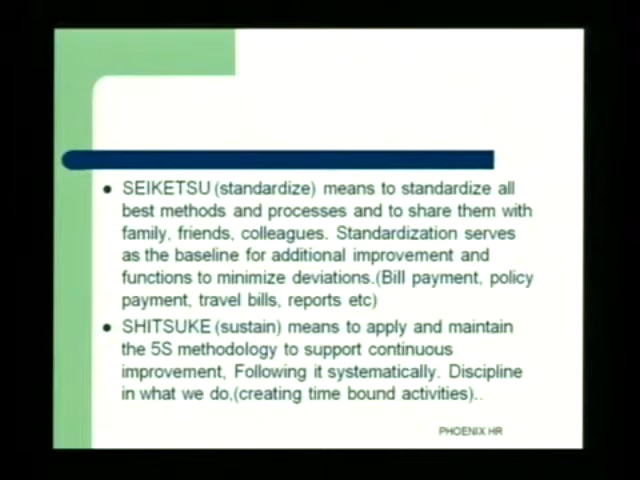 SEIKETSU (standardize) means to standardize all
best methods and processes and to share them with
family, friends, colleagues. Standardization serves
as the baseline for additional improvement and
functions to minimize deviations.(Bill payment, policy
payment, travel bills, reports etc)
SHITSUKE (sustain) means to apply and maintain
the 5S methodology to support continuous
improvement, Following it systematically. Discipline
in what we do,(creating time bound activities)..
PHOENIX HR